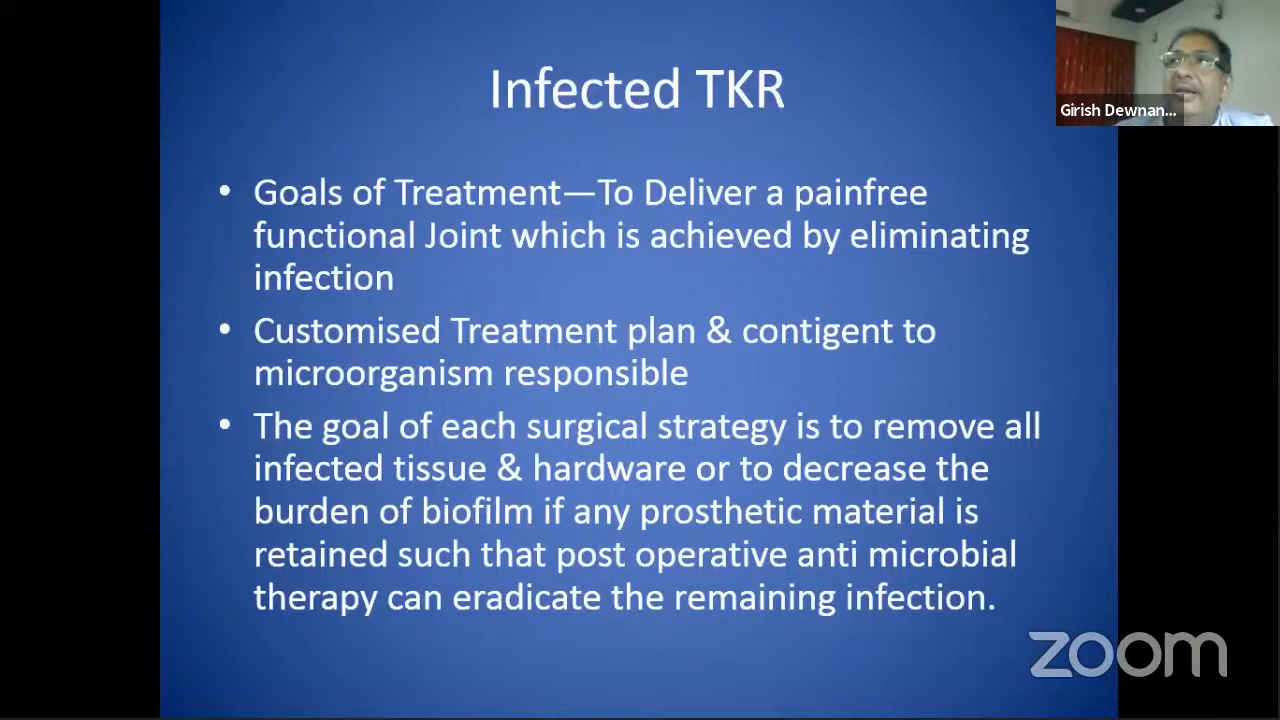 Infected TKR
Girish Dewnan...
• Goals of Treatment—To Deliver a painfree
functional Joint which is achieved by eliminating
infection
• Customised Treatment plan & contigent to
microorganism responsible
• The goal of each surgical strategy is to remove all
infected tissue & hardware or to decrease the
burden of biofilm if any prosthetic material is
retained such that post operative anti microbial
therapy can eradicate the remaining infection.
zoom